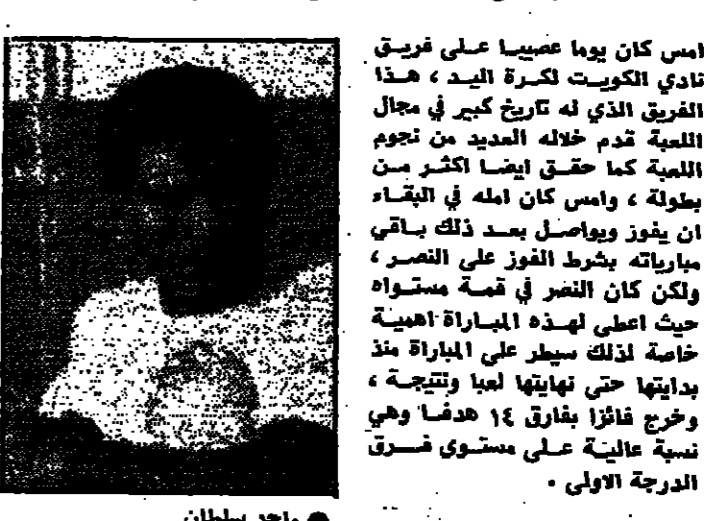 امس كان يوما عصيبا على فريق
نادي الكويت لكرة اليد ، هذا
الفريق الذي له تاريخ كبير في مجال
اللعبة قدم خلاله العديد من نجوم
اللعبة كما حقق ايضا اكثر من
بطولة ، وامس كان امله في البقاء
ان يفوز ويواصل بعد ذلك باقي
مبارياته بشرط الفوز على النصر ،
ولكن كان النصر في قمة مستواه
حيث اعطى لهذه المباراة اهمية
خاصة لذلك سيطر على المباراة منذ
بدايتها حتى نهايتها لعبا ونتيجة ،
وخرج فائزا بفارق ١٤ هدفا وهي
نسبة عالية على مستوى فرق
الدرجة الاولى .
● ماجد سلطان